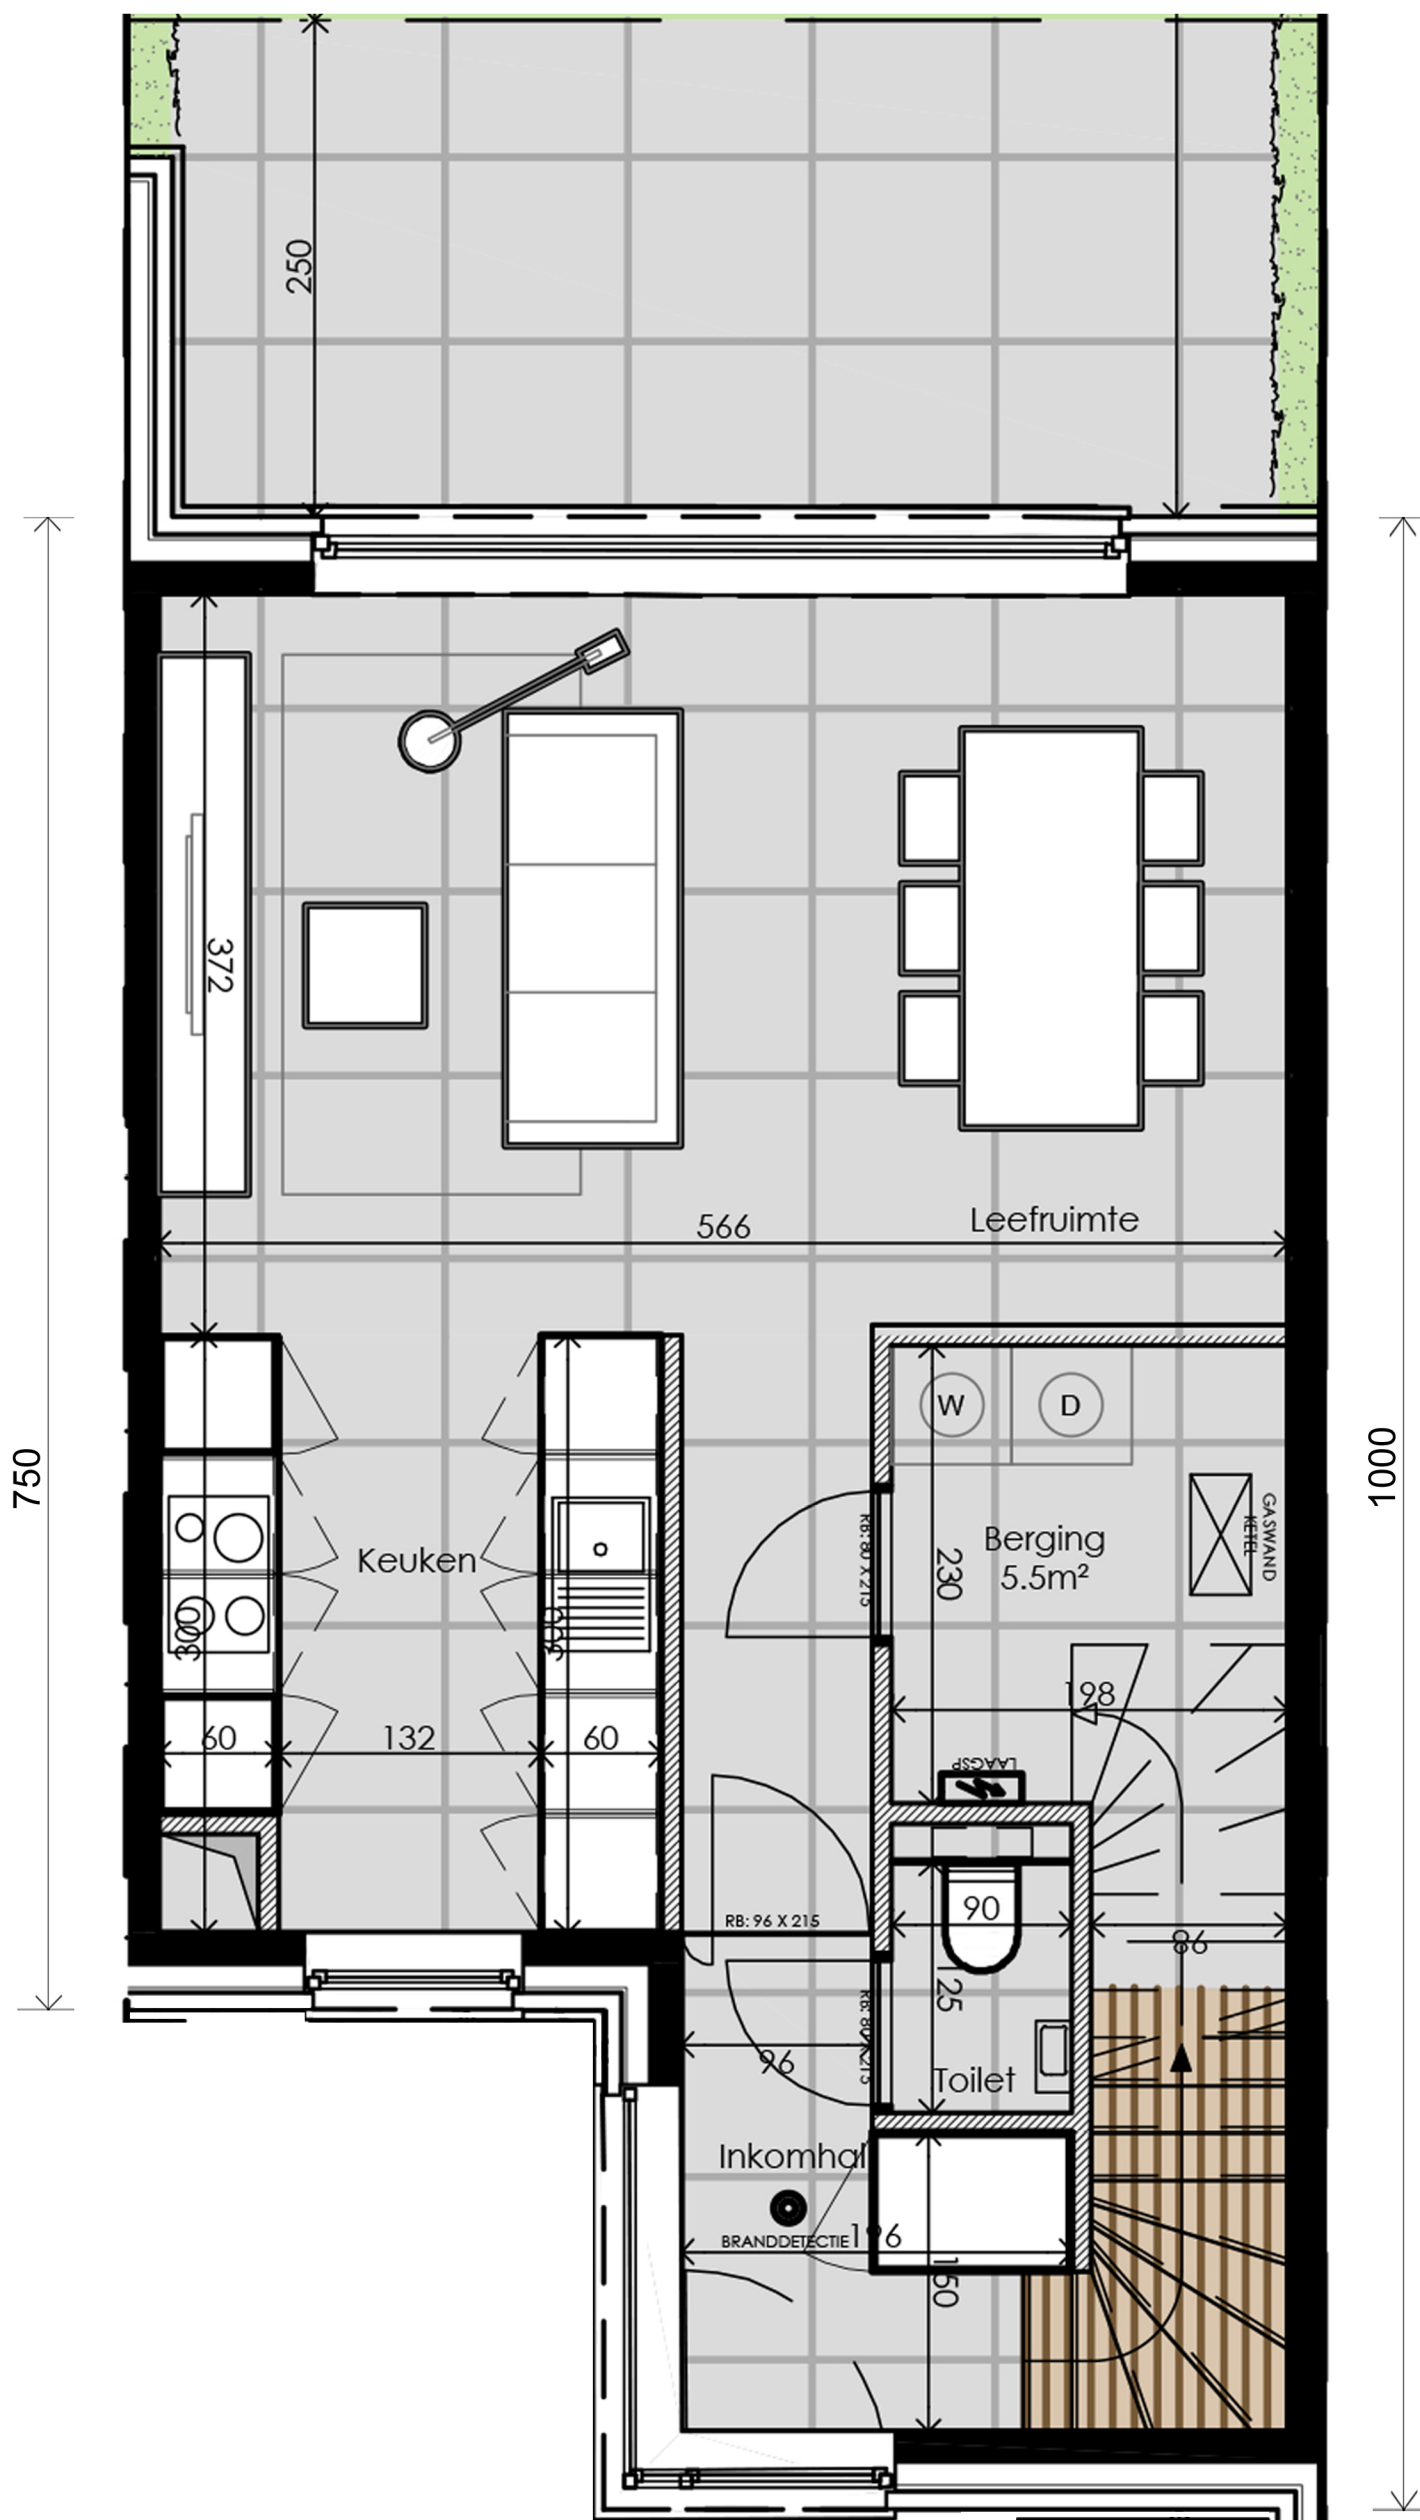 250
372
566
Leefruimte
W
D
750
1000
Keuken
RB: 80 X 215
Berging
5.5m²
230
GASWAND
KETEL
300
300
198
60
132
60
LAAGSP
RB: 96 X 215
90
86
125
RB: 80 X 215
96
Toilet
Inkomhal
BRANDDETECTIE
196
150